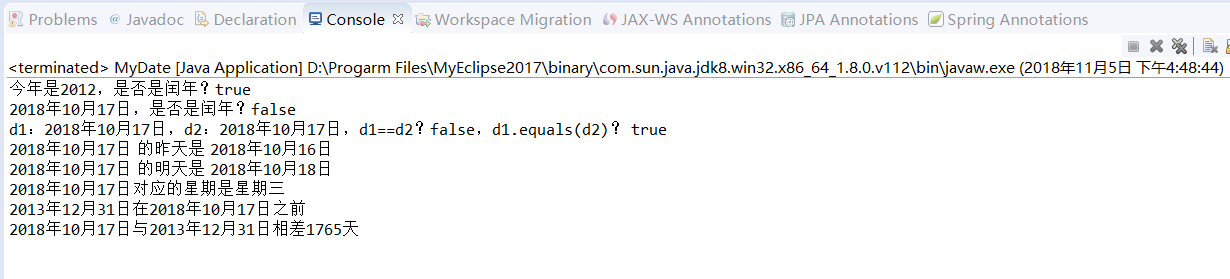 Problems @ Javadoc Declaration Console Workspace Migration JAX-WS Annotations JPA Annotations Spring Annotations
<terminated> MyDate [Java Application] D:\Progarm Files\MyEclipse2017\binary\com.sun.java.jdk8.win32.x86_64_1.8.0.v112\bin\javaw.exe (2018年11月5日 下午4:48:44)
今年是2012，是否是闰年？true
2018年10月17日，是否是闰年？false
d1：2018年10月17日，d2：2018年10月17日，d1==d2？false，d1.equals(d2)？ true
2018年10月17日 的昨天是 2018年10月16日
2018年10月17日 的明天是 2018年10月18日
2018年10月17日对应的星期是星期三
2013年12月31日在2018年10月17日之前
2018年10月17日与2013年12月31日相差1765天